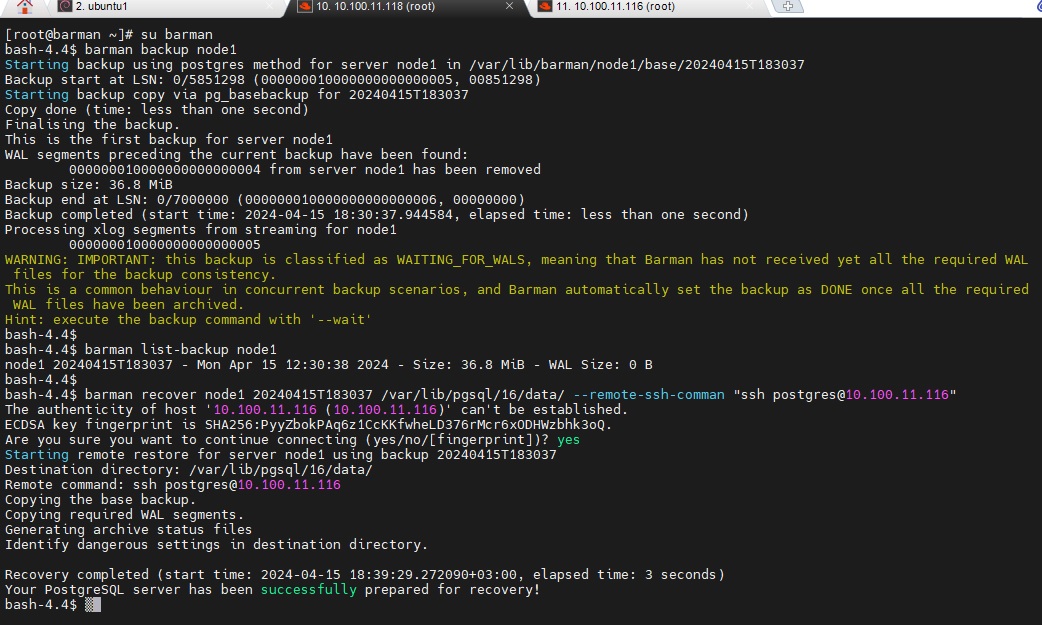 2. ubuntu1
10. 10.100.11.118 (root)
11. 10.100.11.116 (root)
[root@barman ~]# su barman
bash-4.4$ barman backup node1
Starting backup using postgres method for server node1 in /var/lib/barman/node1/base/20240415T183037
Backup start at LSN: 0/5851298 (000000010000000000000005, 00851298)
Starting backup copy via pg_basebackup for 20240415T183037
Copy done (time: less than one second)
Finalising the backup.
This is the first backup for server node1
WAL segments preceding the current backup have been found:
000000010000000000000004 from server node1 has been removed
Backup size: 36.8 MiB
Backup end at LSN: 0/7000000 (000000010000000000000006, 00000000)
Backup completed (start time: 2024-04-15 18:30:37.944584, elapsed time: less than one second)
Processing xlog segments from streaming for node1
000000010000000000000005
WARNING: IMPORTANT: this backup is classified as WAITING_FOR_WALS, meaning that Barman has not received yet all the required WAL
files for the backup consistency.
This is a common behaviour in concurrent backup scenarios, and Barman automatically set the backup as DONE once all the required
WAL files have been archived.
Hint: execute the backup command with '--wait'
bash-4.4$
bash-4.4$ barman list-backup node1
node1 20240415T183037 - Mon Apr 15 12:30:38 2024 - Size: 36.8 MiB - WAL Size: 0 B
bash-4.4$
bash-4.4$ barman recover node1 20240415T183037 /var/lib/pgsql/16/data/ --remote-ssh-comman "ssh postgres@10.100.11.116"
The authenticity of host '10.100.11.116 (10.100.11.116)' can't be established.
ECDSA key fingerprint is SHA256:PyyZbokPAq6z1CcKKfwheLD376rMcr6xODHWzbhk3oQ.
Are you sure you want to continue connecting (yes/no/[fingerprint])? yes
Starting remote restore for server node1 using backup 20240415T183037
Destination directory: /var/lib/pgsql/16/data/
Remote command: ssh postgres@10.100.11.116
Copying the base backup.
Copying required WAL segments.
Generating archive status files
Identify dangerous settings in destination directory.
Recovery completed (start time: 2024-04-15 18:39:29.272090+03:00, elapsed time: 3 seconds)
Your PostgreSQL server has been successfully prepared for recovery!
bash-4.4$